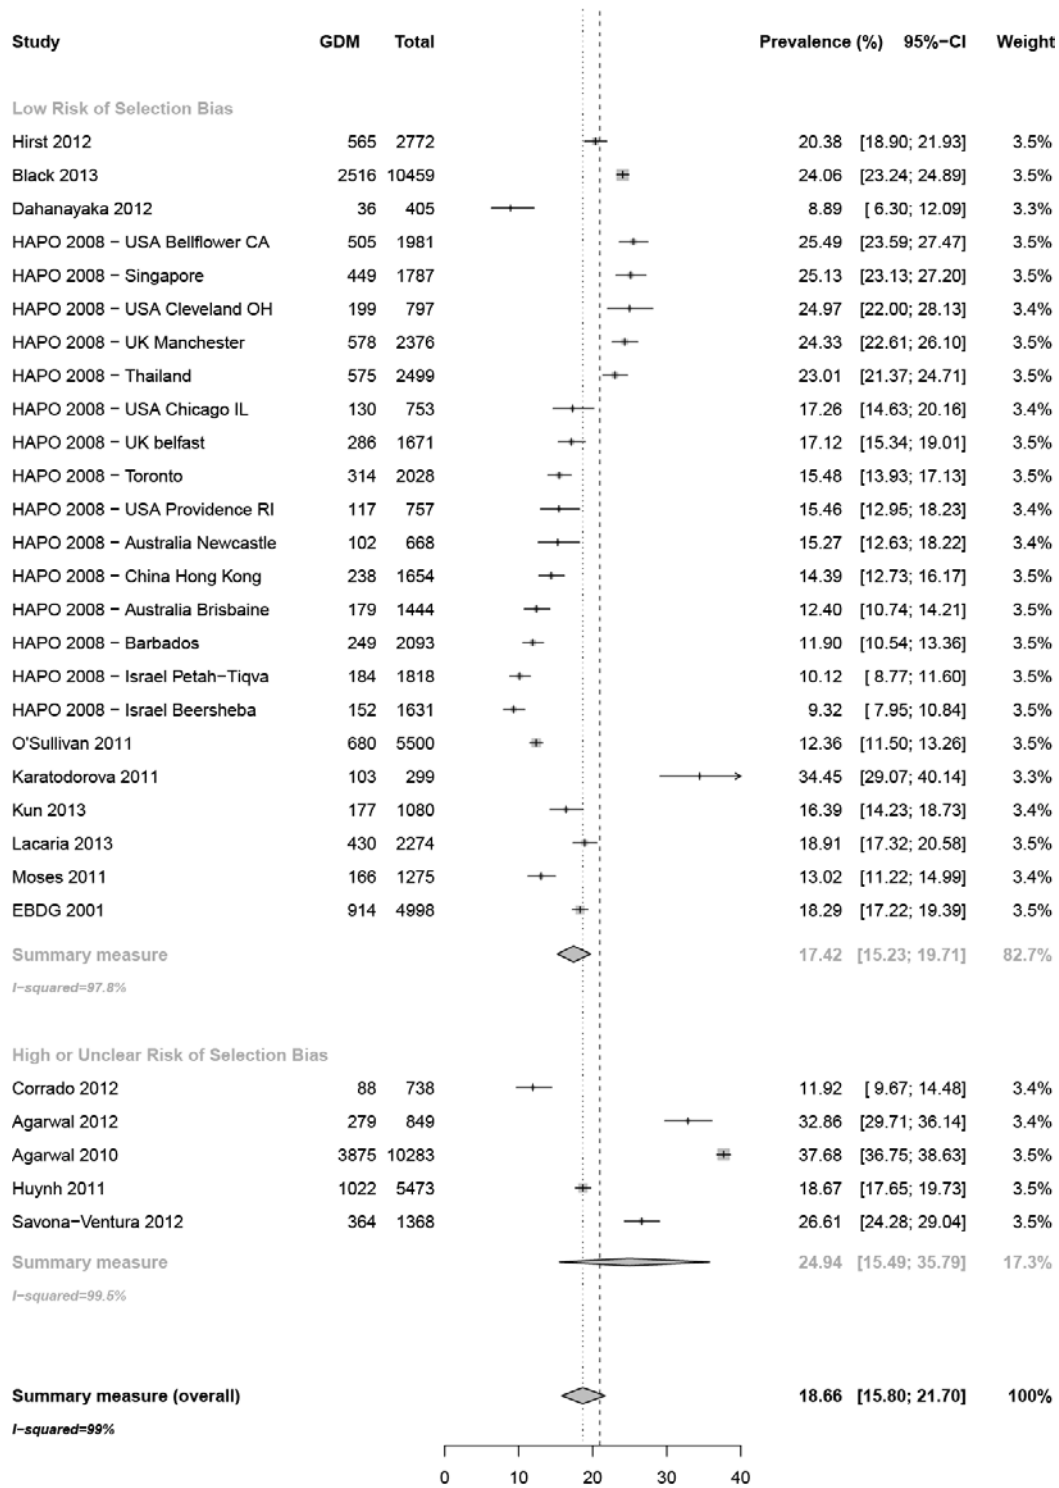 Study GDM Total Prevalence (%) 95%−CI Weight
Low Risk of Selection Bias
Hirst 2012 565 2772 20.38 [18.90; 21.93] 3.5%
Black 2013 2516 10459 24.06 [23.24; 24.89] 3.5%
Dahanayaka 2012 36 405 8.89 [ 6.30; 12.09] 3.3%
HAPO 2008 − USA Bellflower CA 505 1981 25.49 [23.59; 27.47] 3.5%
HAPO 2008 − Singapore 449 1787 25.13 [23.13; 27.20] 3.5%
HAPO 2008 − USA Cleveland OH 199 797 24.97 [22.00; 28.13] 3.4%
HAPO 2008 − UK Manchester 578 2376 24.33 [22.61; 26.10] 3.5%
HAPO 2008 − Thailand 575 2499 23.01 [21.37; 24.71] 3.5%
HAPO 2008 − USA Chicago IL 130 753 17.26 [14.63; 20.16] 3.4%
HAPO 2008 − UK belfast 286 1671 17.12 [15.34; 19.01] 3.5%
HAPO 2008 − Toronto 314 2028 15.48 [13.93; 17.13] 3.5%
HAPO 2008 − USA Providence RI 117 757 15.46 [12.95; 18.23] 3.4%
HAPO 2008 − Australia Newcastle 102 668 15.27 [12.63; 18.22] 3.4%
HAPO 2008 − China Hong Kong 238 1654 14.39 [12.73; 16.17] 3.5%
HAPO 2008 − Australia Brisbaine 179 1444 12.40 [10.74; 14.21] 3.5%
HAPO 2008 − Barbados 249 2093 11.90 [10.54; 13.36] 3.5%
HAPO 2008 − Israel Petah−Tiqva 184 1818 10.12 [ 8.77; 11.60] 3.5%
HAPO 2008 − Israel Beersheba 152 1631 9.32 [ 7.95; 10.84] 3.5%
O'Sullivan 2011 680 5500 12.36 [11.50; 13.26] 3.5%
Karatodorova 2011 103 299 34.45 [29.07; 40.14] 3.3%
Kun 2013 177 1080 16.39 [14.23; 18.73] 3.4%
Lacaria 2013 430 2274 18.91 [17.32; 20.58] 3.5%
Moses 2011 166 1275 13.02 [11.22; 14.99] 3.4%
EBDG 2001 914 4998 18.29 [17.22; 19.39] 3.5%
Summary measure 17.42 [15.23; 19.71] 82.7%
I−squared=97.8%
High or Unclear Risk of Selection Bias
Corrado 2012 88 738 11.92 [ 9.67; 14.48] 3.4%
Agarwal 2012 279 849 32.86 [29.71; 36.14] 3.4%
Agarwal 2010 3875 10283 37.68 [36.75; 38.63] 3.5%
Huynh 2011 1022 5473 18.67 [17.65; 19.73] 3.5%
Savona−Ventura 2012 364 1368 26.61 [24.28; 29.04] 3.5%
Summary measure 24.94 [15.49; 35.79] 17.3%
I−squared=99.5%
Summary measure (overall) 18.66 [15.80; 21.70] 100%
I−squared=99%
0 10 20 30 40